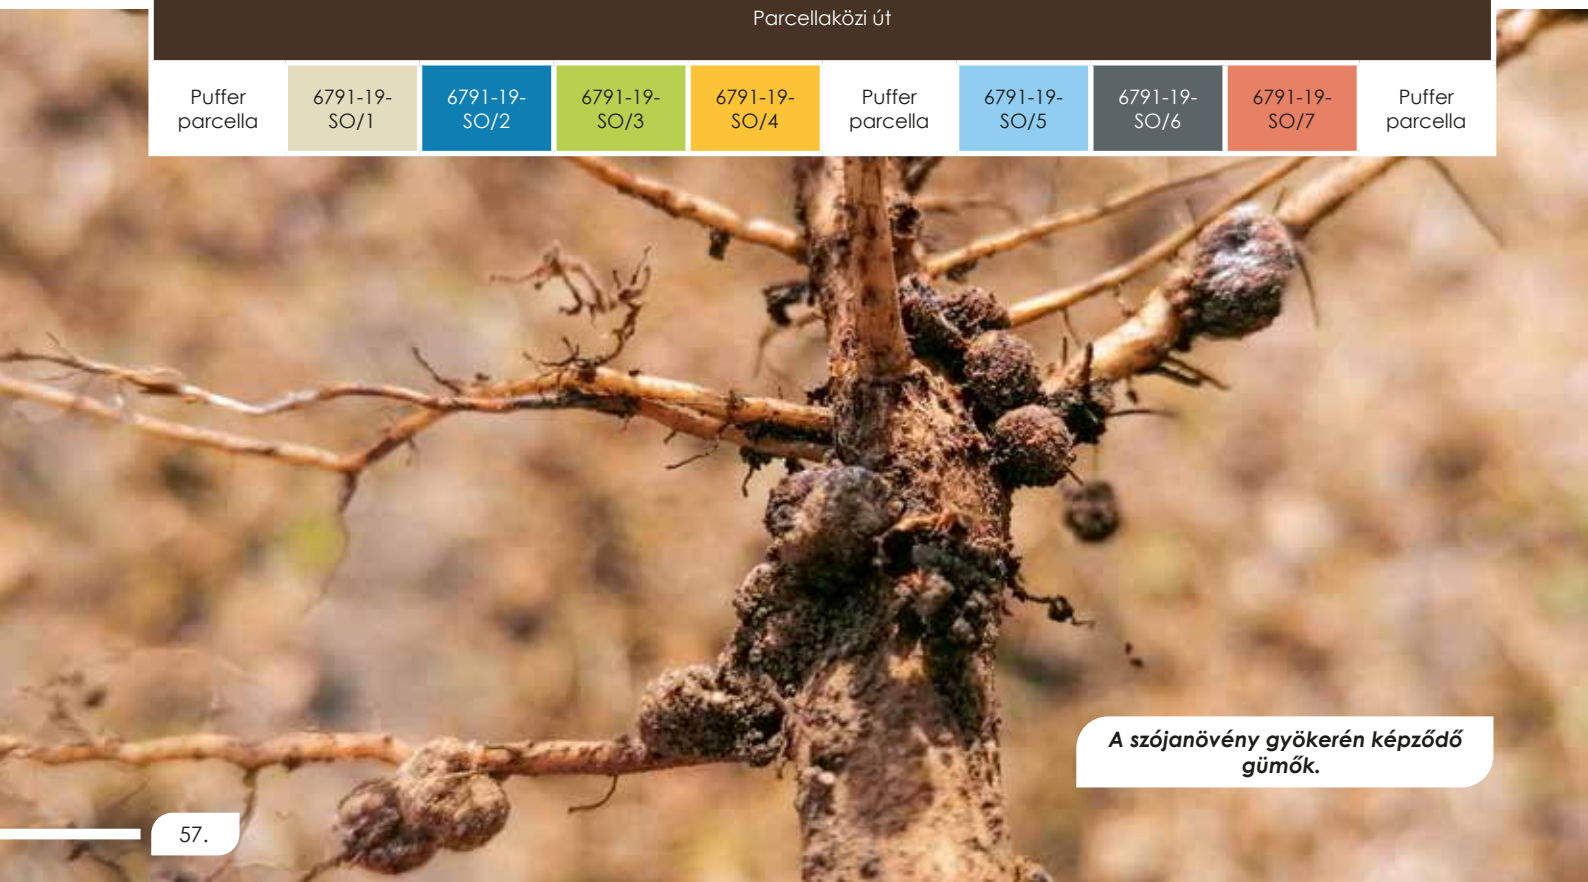 Parcellaközi út
Puffer
parcella
6791-19-
SO/1
6791-19-
SO/2
6791-19-
SO/3
6791-19-
SO/4
Puffer
parcella
6791-19-
SO/5
6791-19-
SO/6
6791-19-
SO/7
Puffer
parcella
A szójanövény gyökerén képződő
gümők.
57.